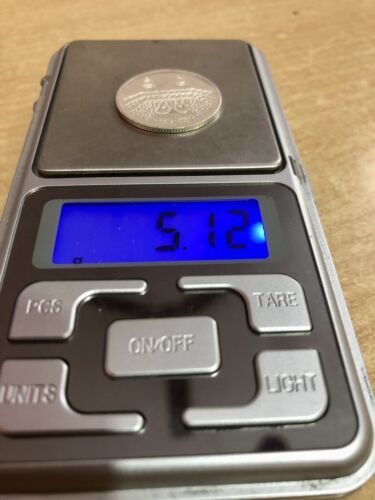 5.12
g
PCS
TARE
ON/OFF
UNITS
LIGHT